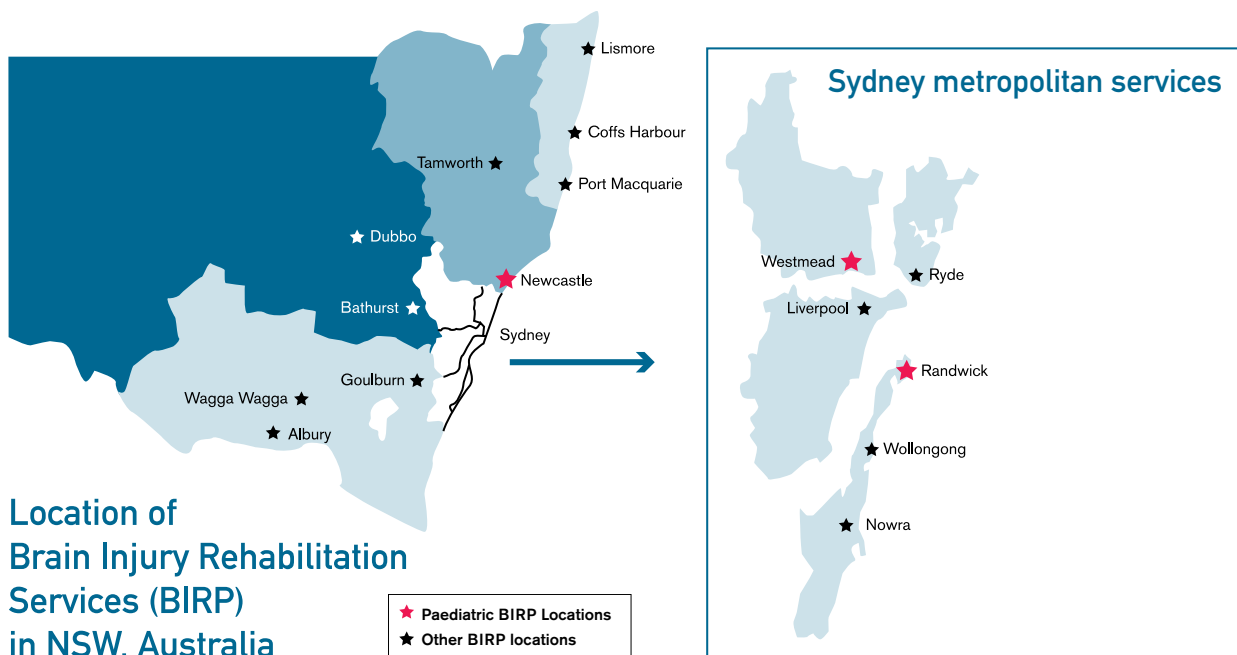 Lismore
Coffs Harbour
Tamworth
Port Macquarie
Dubbo
Newcastle
Bathurst
Sydney
Goulburn
Wagga Wagga
Albury
Location of
Brain Injury Rehabilitation
Services (BIRP)
in NSW, Australia
Paediatric BIRP Locations
Other BIRP locations
Sydney metropolitan services
Westmead
Ryde
Liverpool
Randwick
Wollongong
Nowra